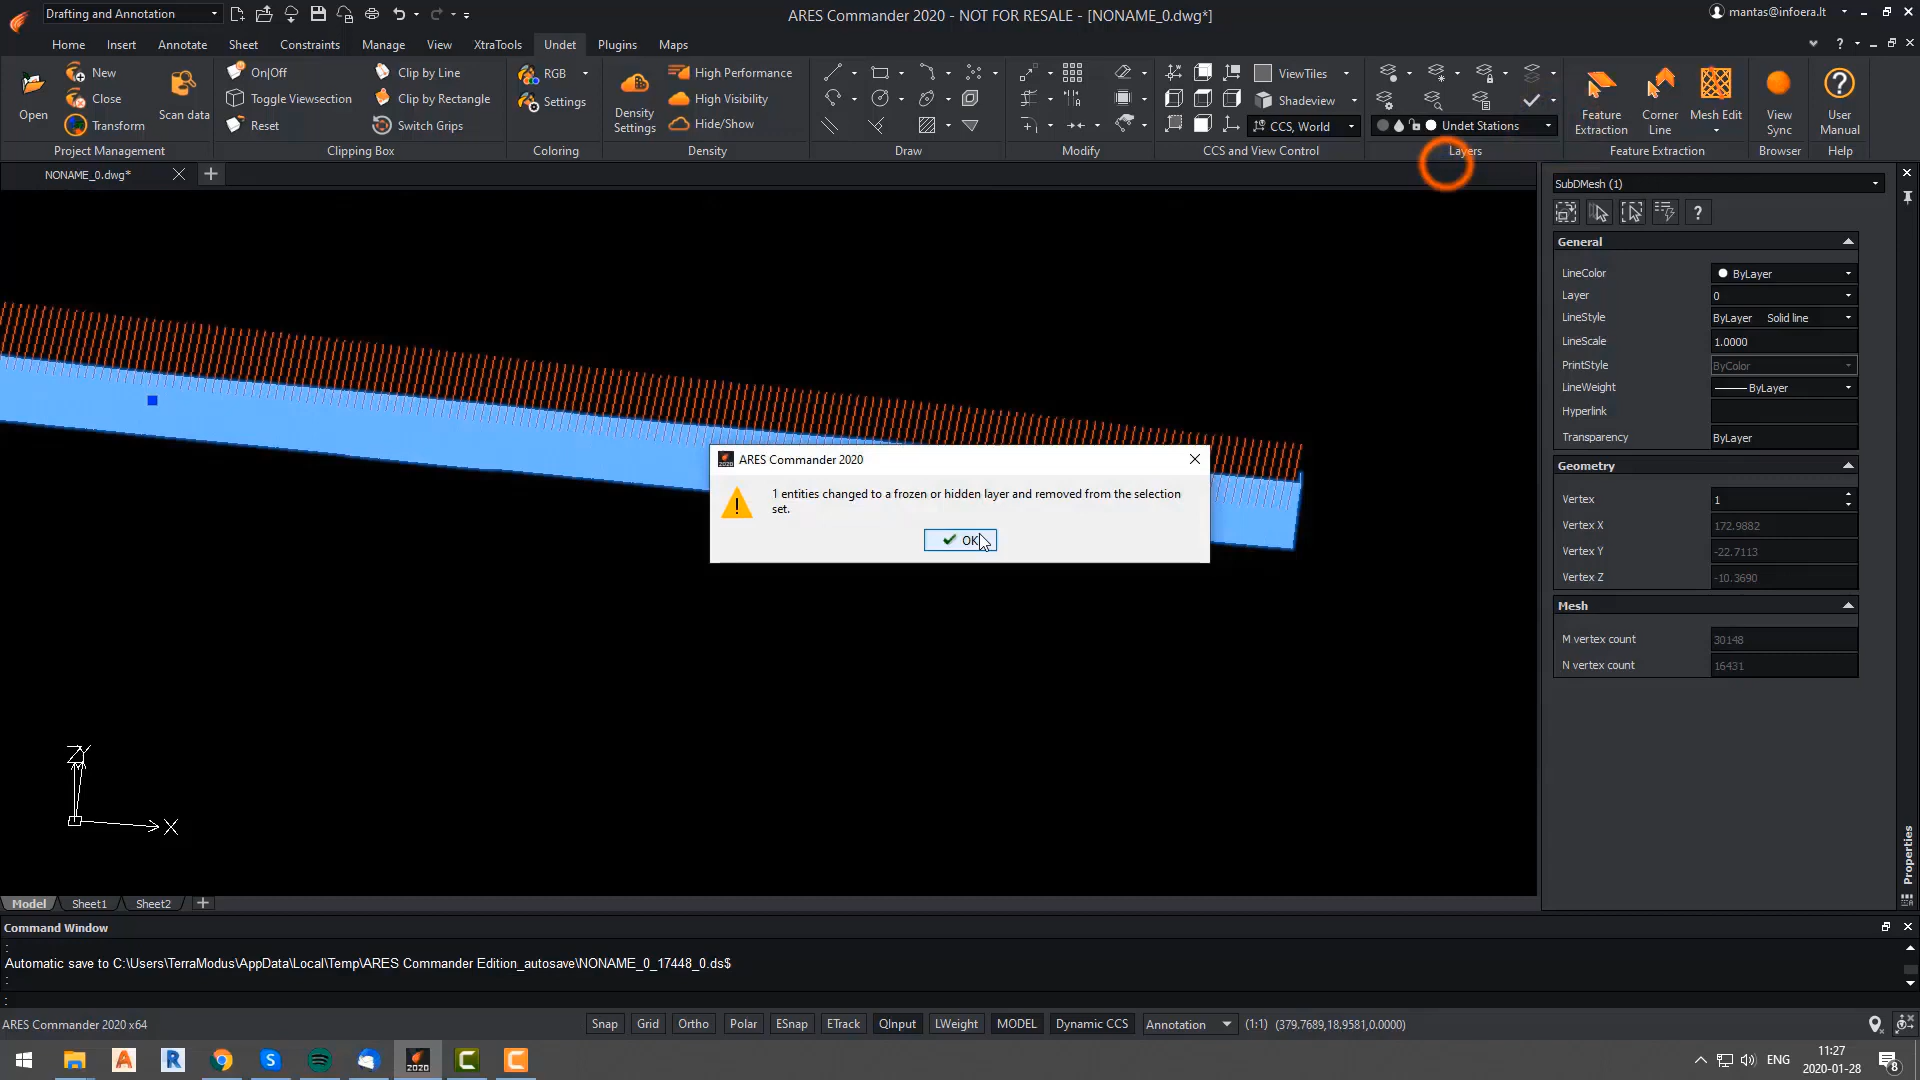 Drafting and Annotation
ARES Commander 2020 - NOT FOR RESALE - [NONAME_0.dwg*]
mantas@infoera.lt
Home Insert Annotate Sheet Constraints Manage View XtraTools Undet Plugins Maps
Open
New
Close
Transform
Scan data
Project Management
On|Off
Toggle Viewsection
Reset
Clip by Line
Clip by Rectangle
Switch Grips
Clipping Box
RGB
Settings
Coloring
Density
Settings
High Performance
High Visibility
Hide/Show
Density
Draw
Modify
ViewTiles
Shadeview
CCS, World
CCS and View Control
Undet Stations
Layers
Feature
Extraction
Corner
Line
Mesh Edit
Feature Extraction
View
Sync
Browser
User
Manual
Help
NONAME_0.dwg*
SubDMesh (1)
General
LineColor ByLayer
Layer 0
LineStyle ByLayer Solid line
LineScale 1.0000
PrintStyle ByColor
LineWeight ByLayer
Hyperlink
Transparency ByLayer
Geometry
Vertex 1
Vertex X 172.9882
Vertex Y -22.7113
Vertex Z -10.3690
Mesh
M vertex count 30148
N vertex count 16431
Properties
ARES Commander 2020
1 entities changed to a frozen or hidden layer and removed from the selection
set.
OK
Z Y
X
Model Sheet1 Sheet2
Command Window
:
Automatic save to C:\Users\TerraModus\AppData\Local\Temp\ARES Commander Edition_autosave\NONAME_0_17448_0.ds$
:
:
ARES Commander 2020 x64
Snap Grid Ortho Polar ESnap ETrack QInput LWeight MODEL Dynamic CCS Annotation (1:1) (379.7689,18.9581,0.0000)
2020
ENG
11:27
2020-01-28
8